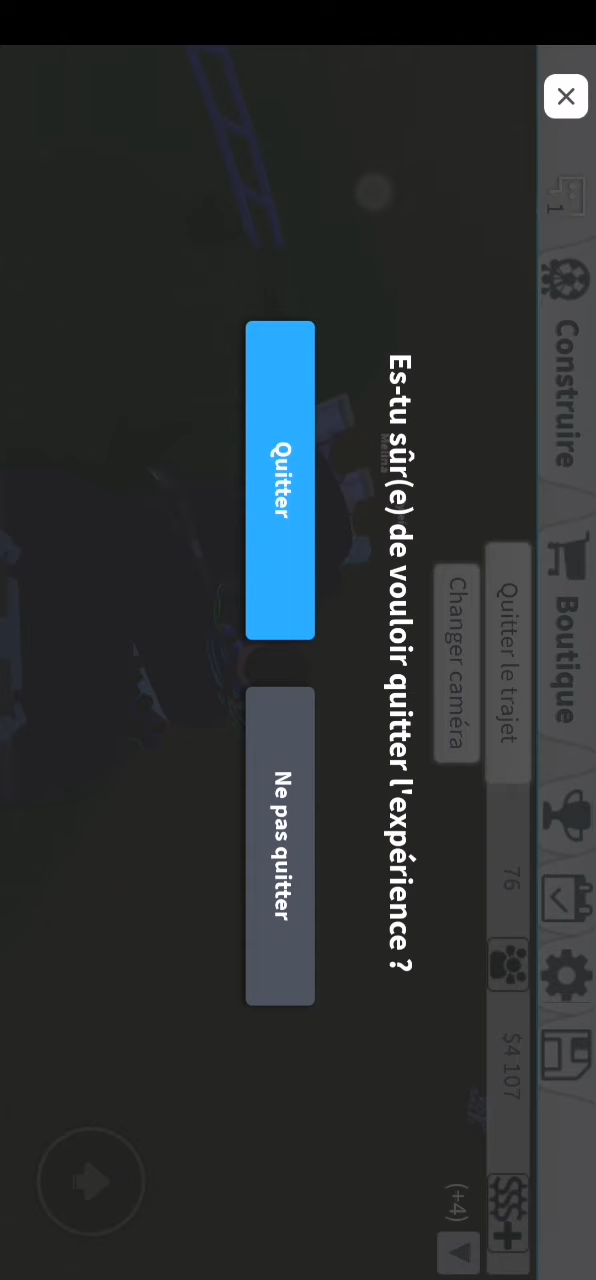 1
Construire
Boutique
Quitter le trajet
76
$4 107
Changer caméra
(+4)
Es-tu sûr(e) de vouloir quitter l'expérience ?
Melina
Quitter
Ne pas quitter